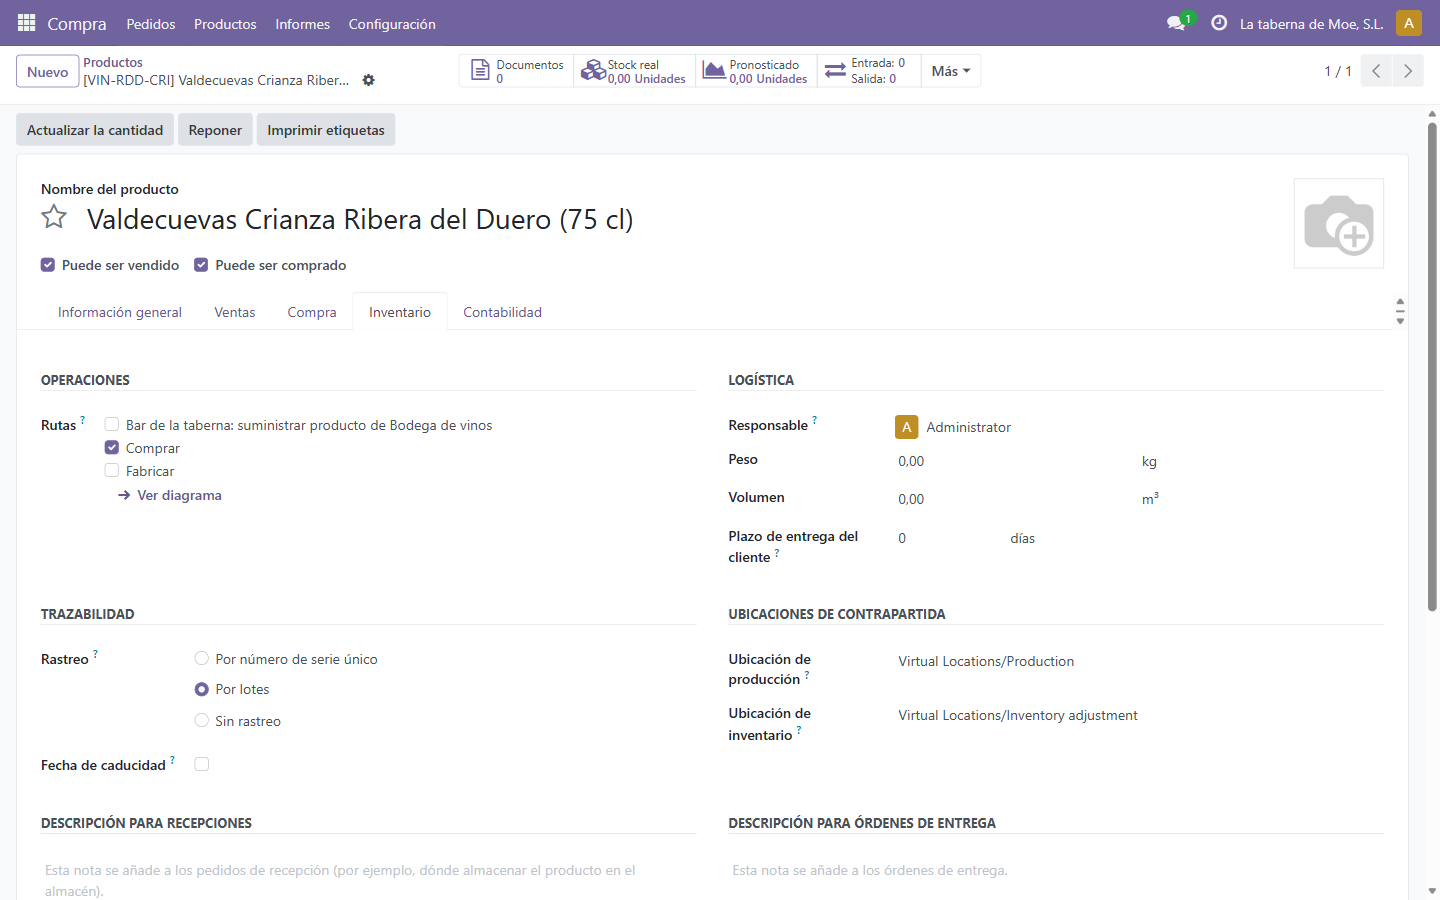 Compra
Pedidos
Productos
Informes
Configuración
1
La taberna de Moe, S.L.
A
Nuevo
Productos
[VIN-RDD-CRI] Valdecuevas Crianza Riber...
Documentos
0
Stock real
0,00 Unidades
Pronosticado
0,00 Unidades
Entrada: 0
Salida: 0
Más
1 / 1
Actualizar la cantidad
Reponer
Imprimir etiquetas
Nombre del producto
Valdecuevas Crianza Ribera del Duero (75 cl)
Puede ser vendido
Puede ser comprado
Información general
Ventas
Compra
Inventario
Contabilidad
OPERACIONES
Rutas ?
Bar de la taberna: suministrar producto de Bodega de vinos
Comprar
Fabricar
Ver diagrama
LOGÍSTICA
Responsable ?
A
Administrator
Peso
0,00
kg
Volumen
0,00
m³
Plazo de entrega del
cliente ?
0
días
TRAZABILIDAD
Rastreo ?
Por número de serie único
Por lotes
Sin rastreo
Fecha de caducidad ?
UBICACIONES DE CONTRAPARTIDA
Ubicación de
producción ?
Virtual Locations/Production
Ubicación de
inventario ?
Virtual Locations/Inventory adjustment
DESCRIPCIÓN PARA RECEPCIONES
Esta nota se añade a los pedidos de recepción (por ejemplo, dónde almacenar el producto en el
almacén).
DESCRIPCIÓN PARA ÓRDENES DE ENTREGA
Esta nota se añade a los órdenes de entrega.